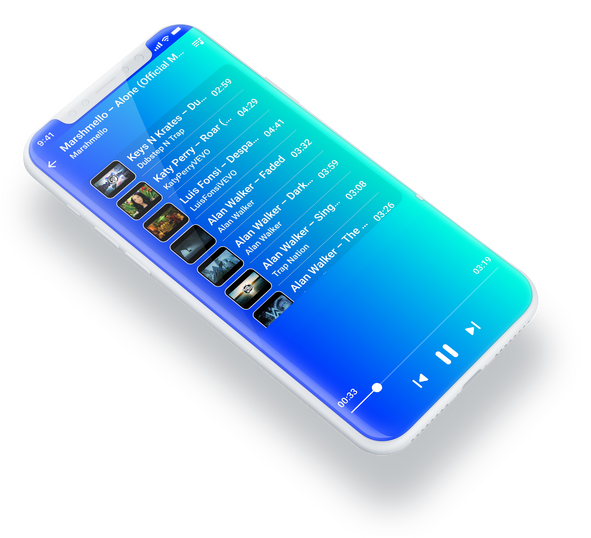 9:41
Marshmello – Alone (Official M...
Marshmello
Keys N Krates – Du...
Dubstep N Trap
02:59
Katy Perry – Roar (...
KatyPerryVEVO
04:29
Luis Fonsi – Despa...
LuisFonsiVEVO
04:41
Alan Walker – Faded
Alan Walker
03:32
Alan Walker – Dark...
Alan Walker
03:59
Alan Walker – Sing...
Trap Nation
03:08
Alan Walker – The ...
03:26
00:33
03:19